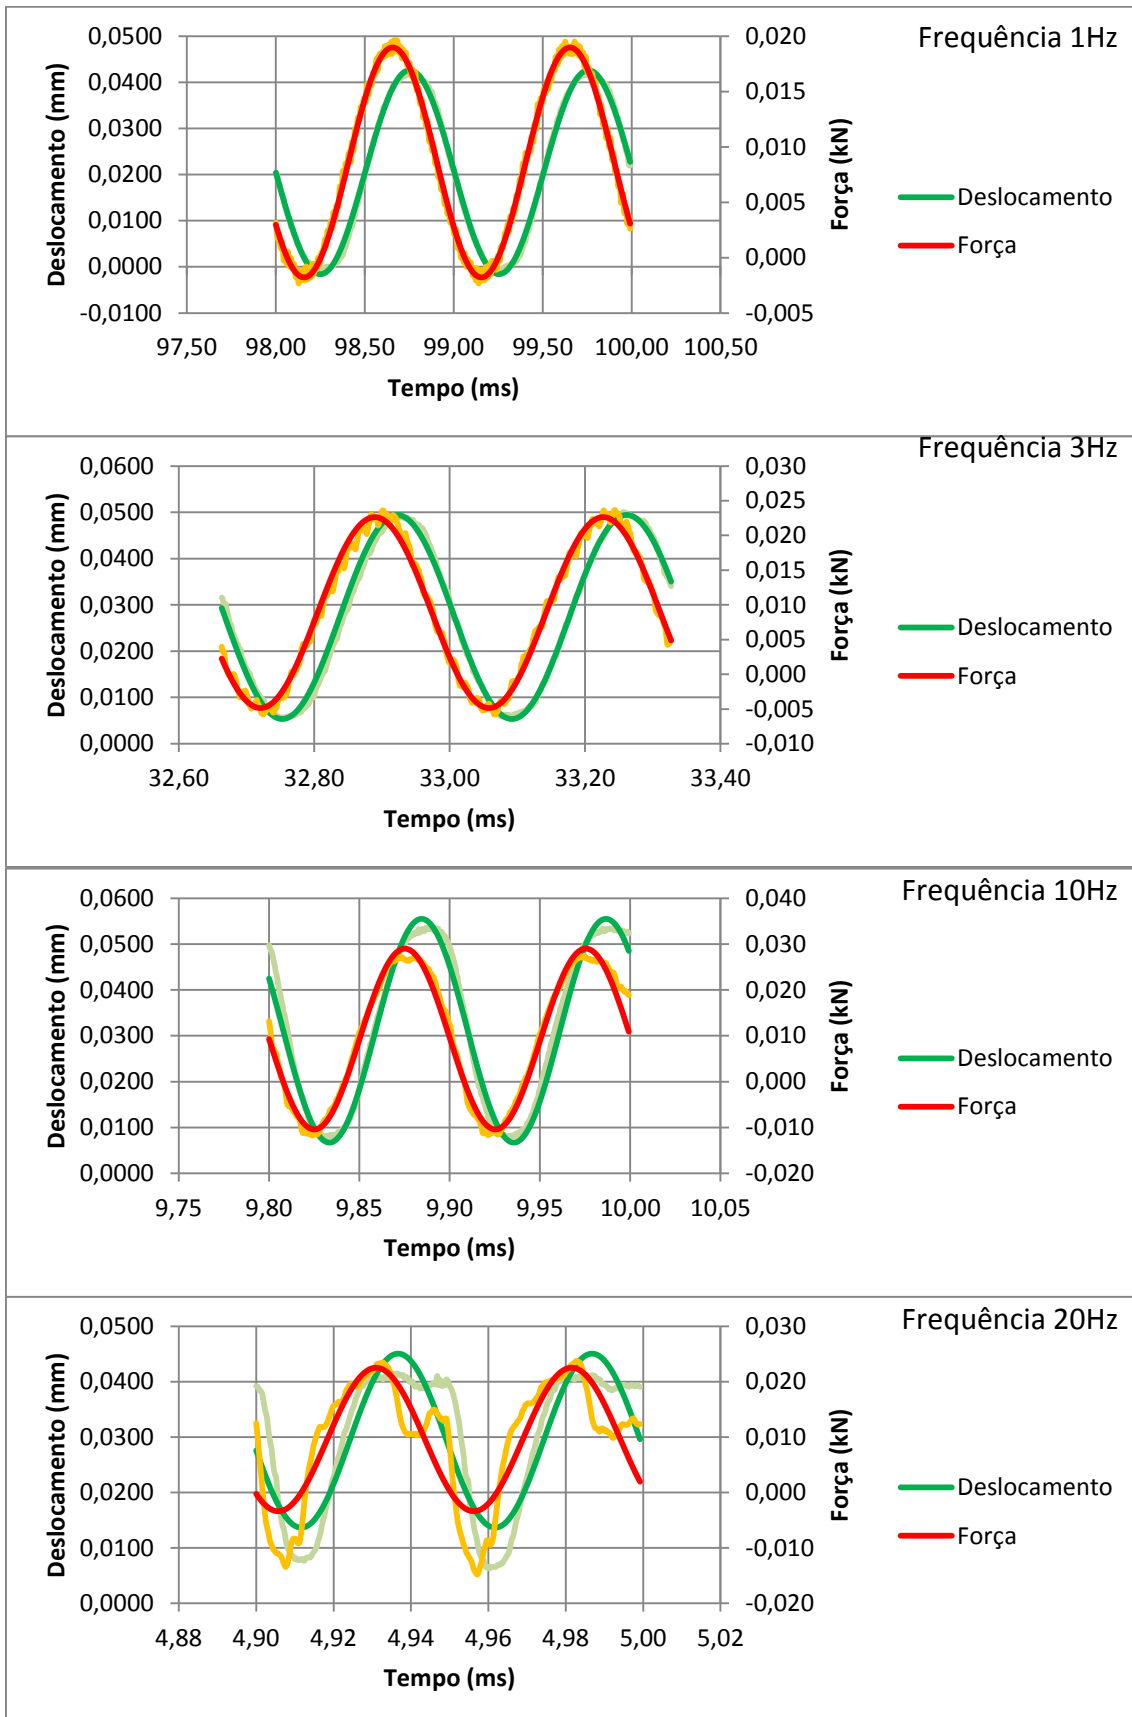 Frequência 1Hz
Deslocamento (mm)
0,0500
0,0400
0,0300
0,0200
0,0100
0,0000
-0,0100
0,020
0,015
0,010
0,005
0,000
-0,005
Força (kN)
Deslocamento
Força
97,50 98,00 98,50 99,00 99,50 100,00 100,50
Tempo (ms)
Frequência 3Hz
Deslocamento (mm)
0,0600
0,0500
0,0400
0,0300
0,0200
0,0100
0,0000
0,030
0,025
0,020
0,015
0,010
0,005
0,000
-0,005
-0,010
Força (kN)
Deslocamento
Força
32,60 32,80 33,00 33,20 33,40
Tempo (ms)
Frequência 10Hz
Deslocamento (mm)
0,0600
0,0500
0,0400
0,0300
0,0200
0,0100
0,0000
0,040
0,030
0,020
0,010
0,000
-0,010
-0,020
Força (kN)
Deslocamento
Força
9,75 9,80 9,85 9,90 9,95 10,00 10,05
Tempo (ms)
Frequência 20Hz
Deslocamento (mm)
0,0500
0,0400
0,0300
0,0200
0,0100
0,0000
0,030
0,020
0,010
0,000
-0,010
-0,020
Força (kN)
Deslocamento
Força
4,88 4,90 4,92 4,94 4,96 4,98 5,00 5,02
Tempo (ms)